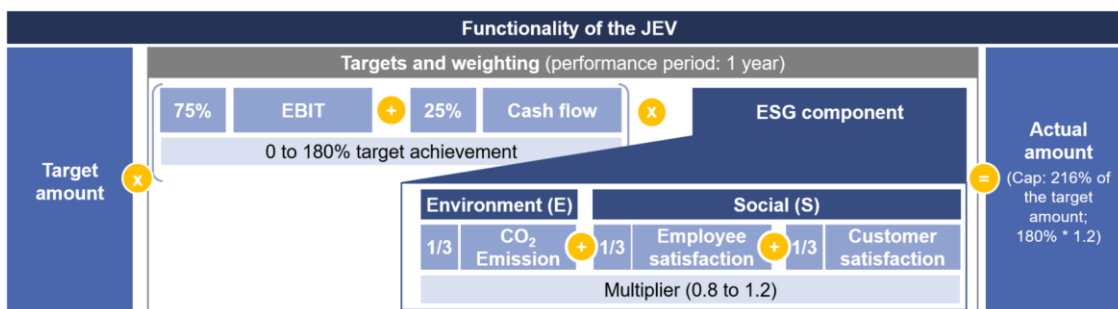 Functionality of the JEV
Targets and weighting (performance period: 1 year)
Target
amount
x
75%
EBIT
+
25%
Cash flow
0 to 180% target achievement
x
ESG component
Environment (E)
Social (S)
1/3
CO₂
Emission
+
1/3
Employee
satisfaction
+
1/3
Customer
satisfaction
Multiplier (0.8 to 1.2)
=
Actual
amount
(Cap: 216% of
the target
amount;
180% * 1.2)